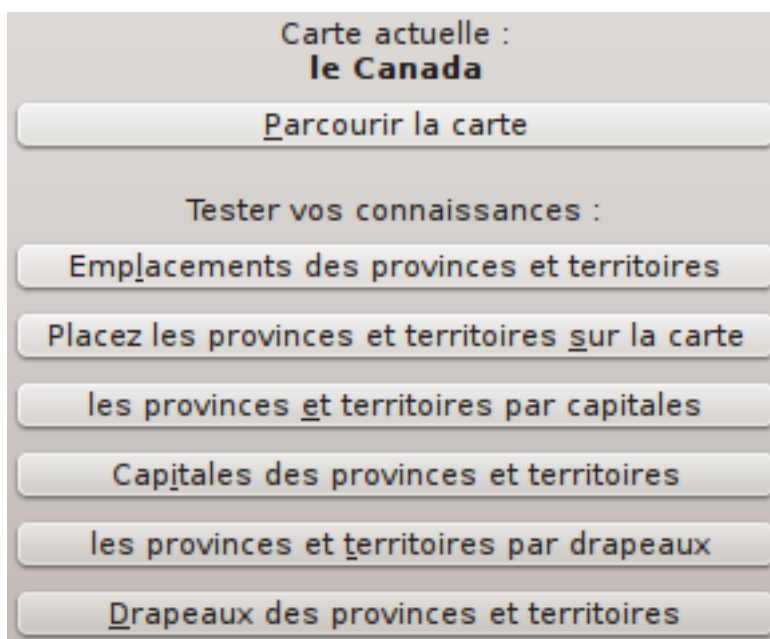 Carte actuelle :
le Canada
Parcourir la carte
Tester vos connaissances :
Emplacements des provinces et territoires
Placez les provinces et territoires sur la carte
les provinces et territoires par capitales
Capitales des provinces et territoires
les provinces et territoires par drapeaux
Drapeaux des provinces et territoires